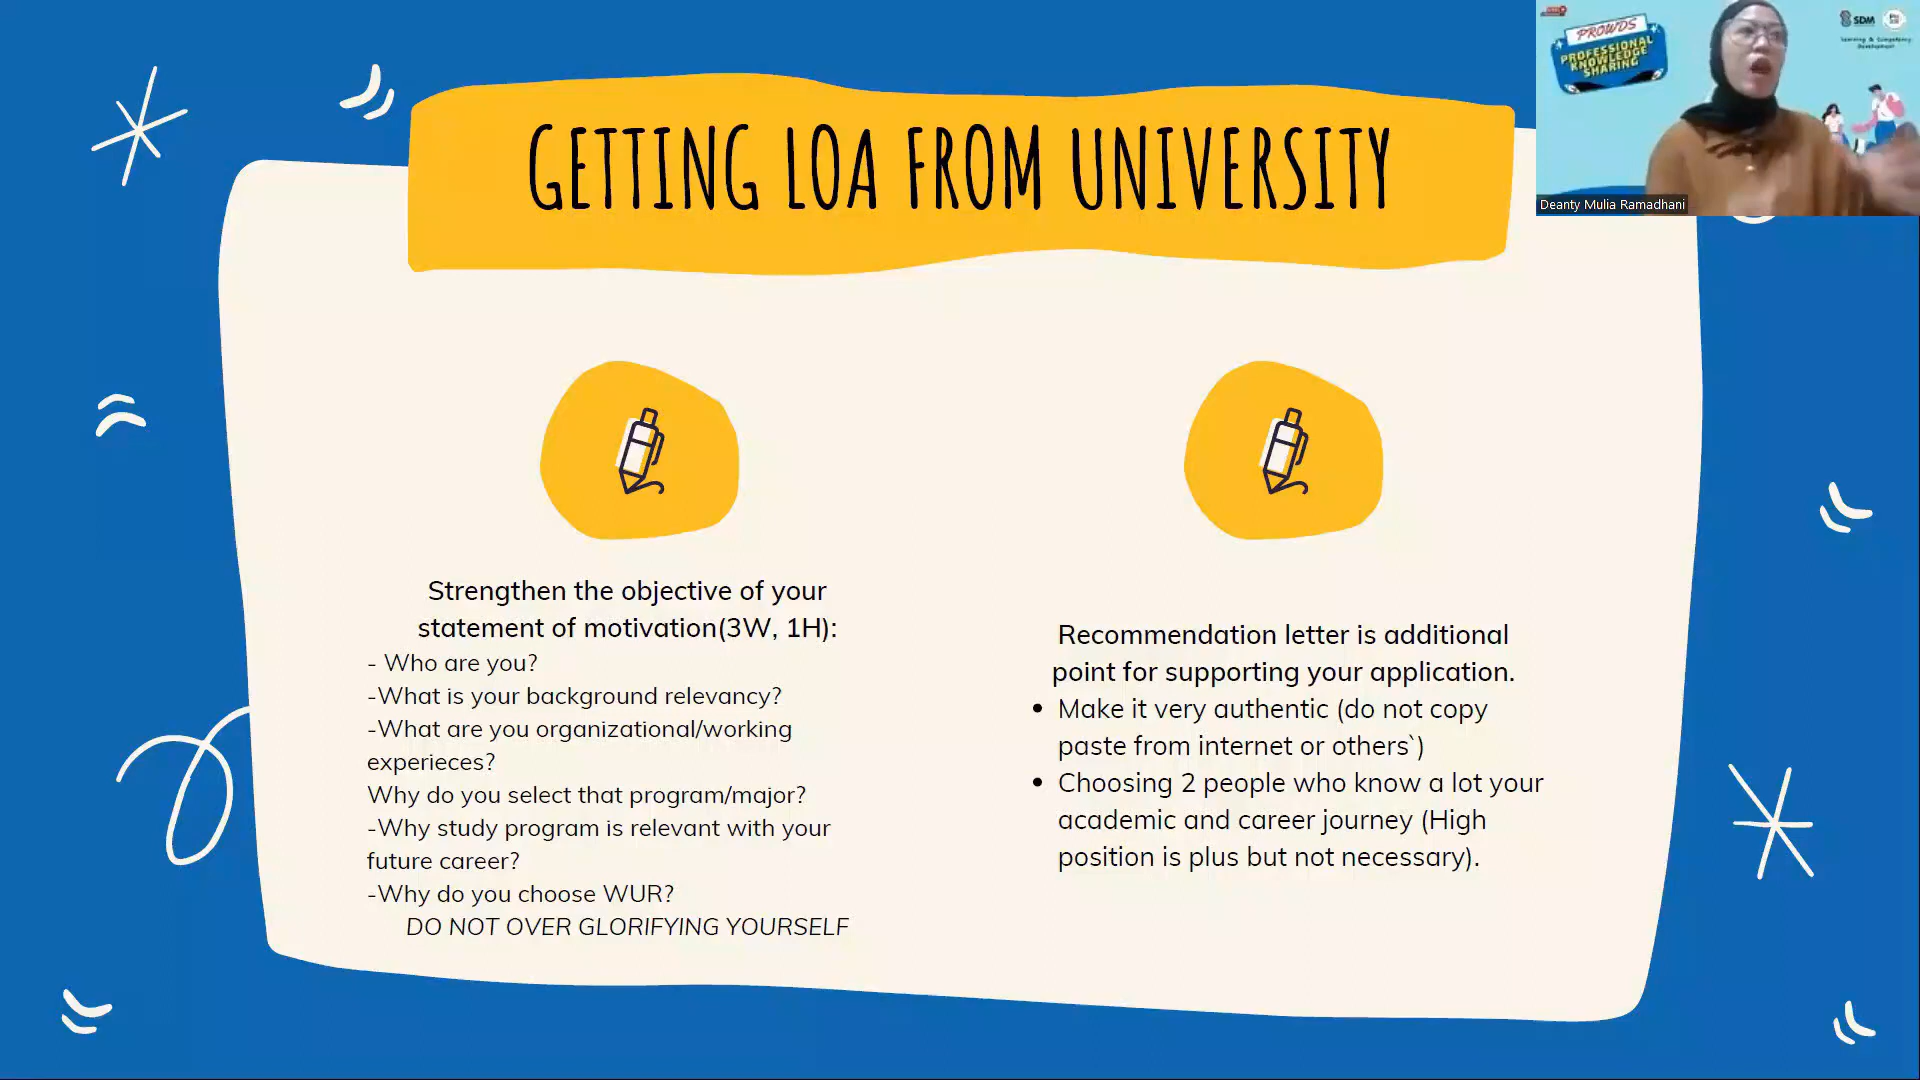 GETTING LOA FROM UNIVERSITY
PROWDS
PROFESSIONAL
KNOWLEDGE
SHARING
SDM
Learning & Competency
Development
Deanty Mulia Ramadhani
Strengthen the objective of your
statement of motivation(3W, 1H):
- Who are you?
-What is your background relevancy?
-What are you organizational/working
experieces?
Why do you select that program/major?
-Why study program is relevant with your
future career?
-Why do you choose WUR?
DO NOT OVER GLORIFYING YOURSELF
Recommendation letter is additional
point for supporting your application.
• Make it very authentic (do not copy
paste from internet or others`)
• Choosing 2 people who know a lot your
academic and career journey (High
position is plus but not necessary).